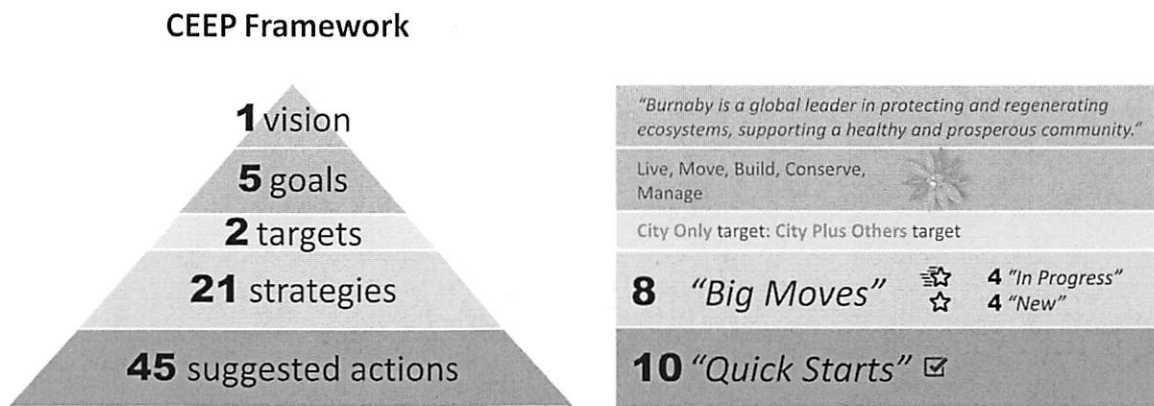 CEEP Framework
1 vision
5 goals
2 targets
21 strategies
45 suggested actions
"Burnaby is a global leader in protecting and regenerating
ecosystems, supporting a healthy and prosperous community."
Live, Move, Build, Conserve,
Manage
City Only target: City Plus Others target
8 "Big Moves"
4 "In Progress"
4 "New"
10 "Quick Starts"